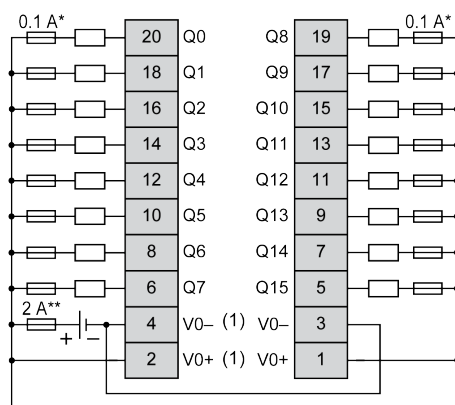 0.1 A* 20 Q0 Q8 19 0.1 A*
18 Q1 Q9 17
16 Q2 Q10 15
14 Q3 Q11 13
12 Q4 Q12 11
10 Q5 Q13 9
8 Q6 Q14 7
6 Q7 Q15 5
2 A** + − 4 V0− (1) V0− 3
2 V0+ (1) V0+ 1